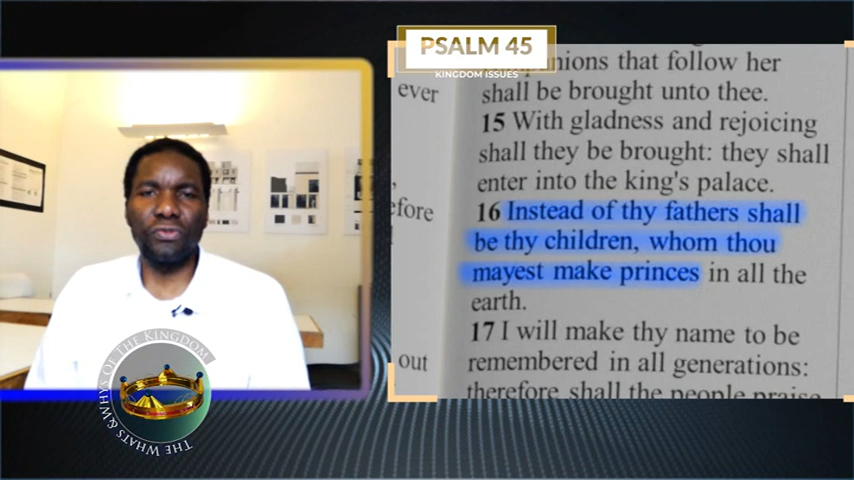 PSALM 45
KINGDOM ISSUES
shall be brought unto thee.
15 With gladness and rejoicing
shall they be brought: they shall
enter into the king's palace.
16 Instead of thy fathers shall
be thy children, whom thou
mayest make princes in all the
earth.
17 I will make thy name to be
remembered in all generations:
therefore shall the people praise
that follow her
ever
out
THE WHATS & WHYS OF THE KINGDOM